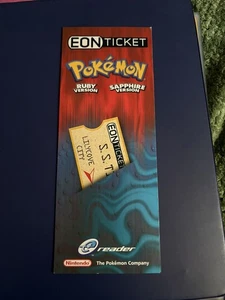 EON TICKET
POKéMON
RUBY VERSION
SAPPHIRE VERSION
EON TICKET
S.S. T
LILYCOVE CITY
e reader
Nintendo The Pokémon Company